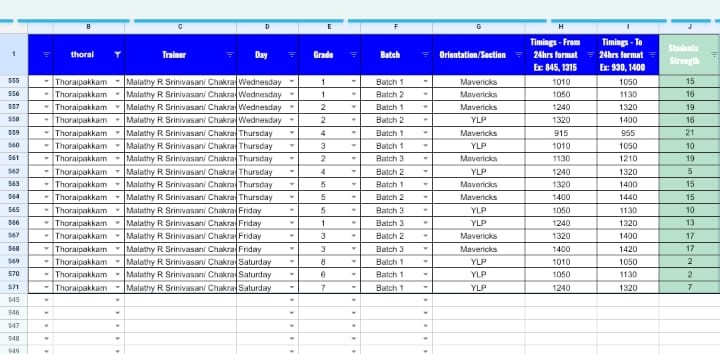 B C D E F G H I J
1 thorai Trainer Day Grade Batch Orientation/Section Timings - From 24hrs format Ex: 845, 1315 Timings - To 24hrs format Ex: 930, 1400 Students Strength
555 Thoraipakkam Malathy R Srinivasan/ Chakra Wednesday 1 Batch 1 Mavericks 1010 1050 15
556 Thoraipakkam Malathy R Srinivasan/ Chakra Wednesday 1 Batch 2 Mavericks 1050 1130 16
557 Thoraipakkam Malathy R Srinivasan/ Chakra Wednesday 2 Batch 1 Mavericks 1240 1320 19
558 Thoraipakkam Malathy R Srinivasan/ Chakra Wednesday 2 Batch 2 YLP 1320 1400 16
559 Thoraipakkam Malathy R Srinivasan/ Chakra Thursday 4 Batch 1 Mavericks 915 955 21
560 Thoraipakkam Malathy R Srinivasan/ Chakra Thursday 3 Batch 1 YLP 1010 1050 10
561 Thoraipakkam Malathy R Srinivasan/ Chakra Thursday 2 Batch 3 Mavericks 1130 1210 19
562 Thoraipakkam Malathy R Srinivasan/ Chakra Thursday 4 Batch 2 YLP 1240 1320 5
563 Thoraipakkam Malathy R Srinivasan/ Chakra Thursday 5 Batch 1 Mavericks 1320 1400 15
564 Thoraipakkam Malathy R Srinivasan/ Chakra Thursday 5 Batch 2 Mavericks 1400 1440 15
565 Thoraipakkam Malathy R Srinivasan/ Chakra Friday 5 Batch 3 YLP 1050 1130 10
566 Thoraipakkam Malathy R Srinivasan/ Chakra Friday 1 Batch 3 YLP 1240 1320 13
567 Thoraipakkam Malathy R Srinivasan/ Chakra Friday 3 Batch 2 Mavericks 1320 1400 17
568 Thoraipakkam Malathy R Srinivasan/ Chakra Friday 3 Batch 3 Mavericks 1400 1420 17
569 Thoraipakkam Malathy R Srinivasan/ Chakra Saturday 8 Batch 1 YLP 1010 1050 2
570 Thoraipakkam Malathy R Srinivasan/ Chakra Saturday 6 Batch 1 YLP 1050 1130 2
571 Thoraipakkam Malathy R Srinivasan/ Chakra Saturday 7 Batch 1 YLP 1240 1320 7
945
946
947
948
949